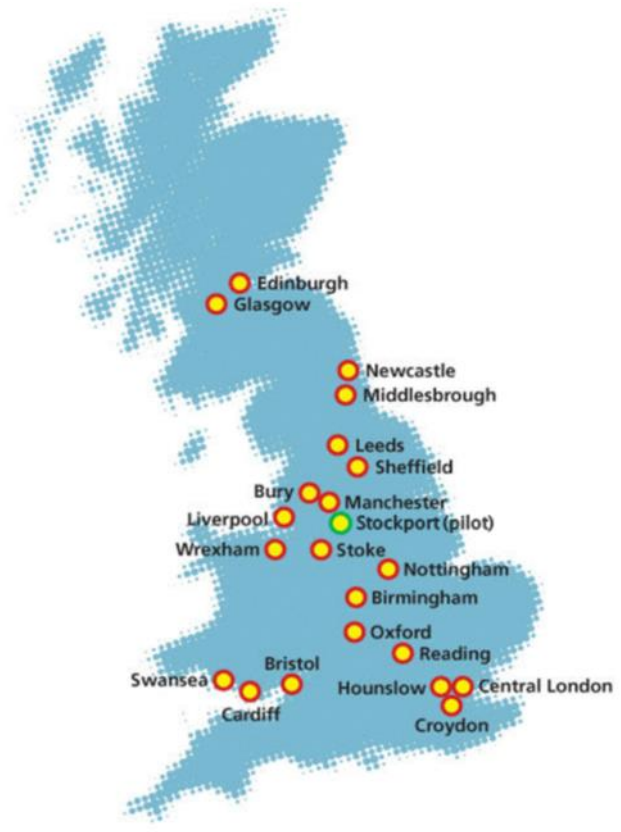 Edinburgh
Glasgow
Newcastle
Middlesbrough
Leeds
Sheffield
Bury
Manchester
Liverpool
Stockport (pilot)
Wrexham
Stoke
Nottingham
Birmingham
Oxford
Reading
Bristol
Swansea
Hounslow
Central London
Cardiff
Croydon